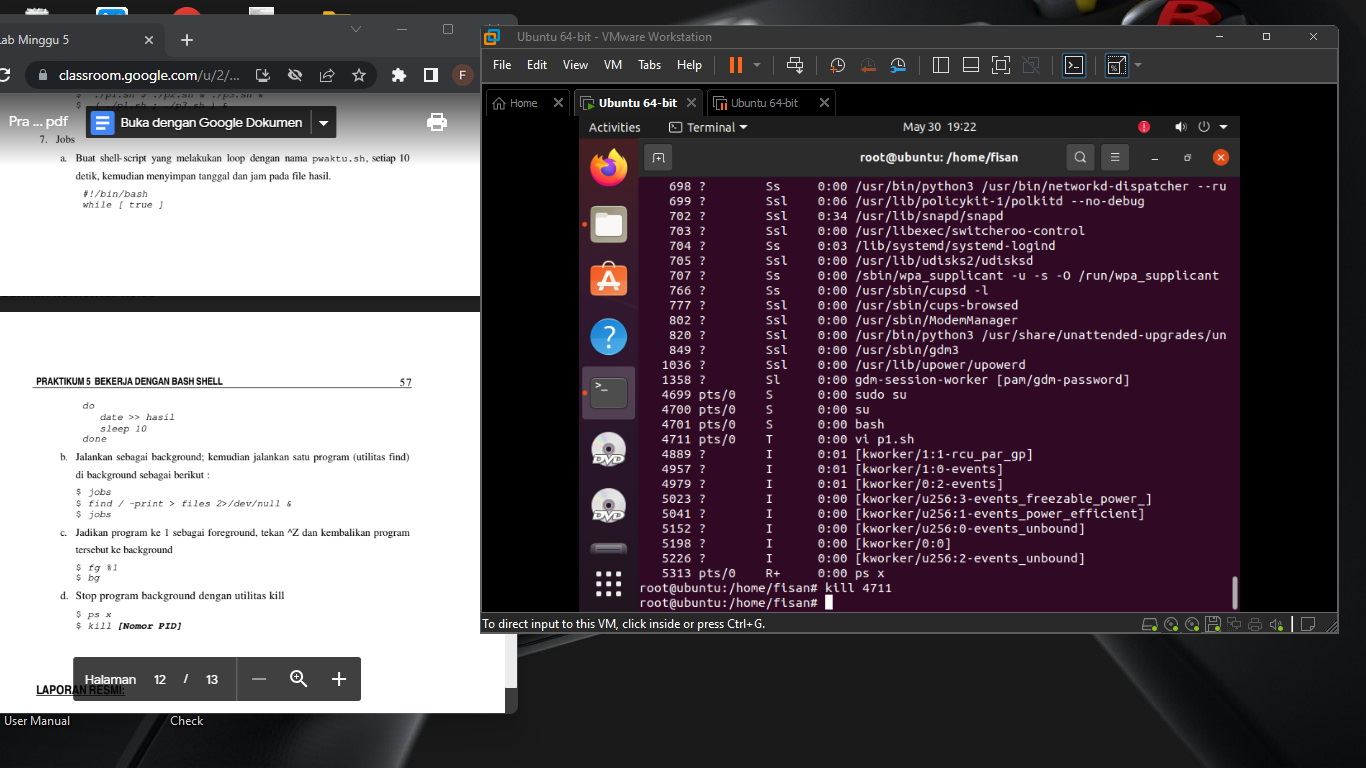 ab Minggu 5
classroom.google.com/u/2/...
F
$ ./p1.sh & ./p2.sh & ./p3.sh &
$ ( ./p1.sh ; ./p3.sh ) &
Pra ... pdf
Buka dengan Google Dokumen
7. Jobs
a. Buat shell-script yang melakukan loop dengan nama pwaktu.sh, setiap 10
detik, kemudian menyimpan tanggal dan jam pada file hasil.
#!/bin/bash
while [ true ]
PRAKTIKUM 5 BEKERJA DENGAN BASH SHELL 57
do
date >> hasil
sleep 10
done
b. Jalankan sebagai background; kemudian jalankan satu program (utilitas find)
di background sebagai berikut :
$ jobs
$ find / -print > files 2>/dev/null &
$ jobs
c. Jadikan program ke 1 sebagai foreground, tekan ^Z dan kembalikan program
tersebut ke background
$ fg %1
$ bg
d. Stop program background dengan utilitas kill
$ ps x
$ kill [Nomor PID]
Halaman 12 / 13
LAPORAN RESMI:
User Manual
Check
Ubuntu 64-bit - VMware Workstation
File Edit View VM Tabs Help
Home
Ubuntu 64-bit
Ubuntu 64-bit
Activities
Terminal
May 30 19:22
root@ubuntu: /home/fisan
698 ? Ss 0:00 /usr/bin/python3 /usr/bin/networkd-dispatcher --ru
699 ? Ssl 0:06 /usr/lib/policykit-1/polkitd --no-debug
702 ? Ssl 0:34 /usr/lib/snapd/snapd
703 ? Ssl 0:00 /usr/libexec/switcheroo-control
704 ? Ss 0:03 /lib/systemd/systemd-logind
705 ? Ssl 0:00 /usr/lib/udisks2/udisksd
707 ? Ss 0:00 /sbin/wpa_supplicant -u -s -O /run/wpa_supplicant
766 ? Ss 0:00 /usr/sbin/cupsd -l
777 ? Ssl 0:00 /usr/sbin/cups-browsed
802 ? Ssl 0:00 /usr/sbin/ModemManager
820 ? Ssl 0:00 /usr/bin/python3 /usr/share/unattended-upgrades/un
849 ? Ssl 0:00 /usr/sbin/gdm3
1036 ? Ssl 0:00 /usr/lib/upower/upowerd
1358 ? Sl 0:00 gdm-session-worker [pam/gdm-password]
4699 pts/0 S 0:00 sudo su
4700 pts/0 S 0:00 su
4701 pts/0 S 0:00 bash
4711 pts/0 T 0:00 vi p1.sh
4889 ? I 0:01 [kworker/1:1-rcu_par_gp]
4957 ? I 0:01 [kworker/1:0-events]
4979 ? I 0:01 [kworker/0:2-events]
5023 ? I 0:00 [kworker/u256:3-events_freezable_power_]
5041 ? I 0:00 [kworker/u256:1-events_power_efficient]
5152 ? I 0:00 [kworker/u256:0-events_unbound]
5198 ? I 0:00 [kworker/0:0]
5226 ? I 0:00 [kworker/u256:2-events_unbound]
5313 pts/0 R+ 0:00 ps x
root@ubuntu:/home/fisan# kill 4711
root@ubuntu:/home/fisan#
DVD
DVD
To direct input to this VM, click inside or press Ctrl+G.